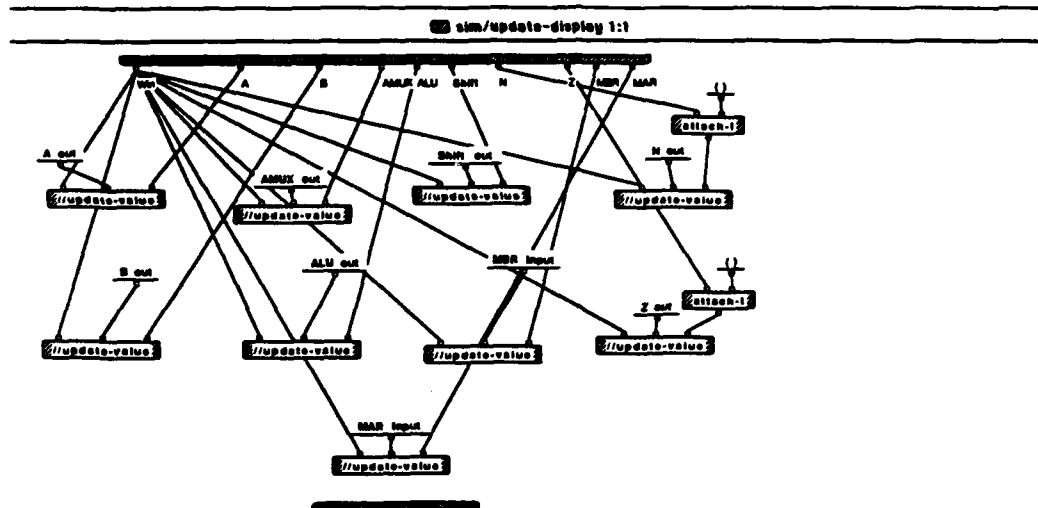 sim/update-display 1:1
Win A B AMUX ALU Shift N Z MBR MAR
( )
attach-l
A out
Shift out
N out
AMUX out
//update-value
//update-value
//update-value
//update-value
B out
ALU out
MBR input
( )
attach-l
Z out
//update-value
//update-value
//update-value
//update-value
MAR input
//update-value